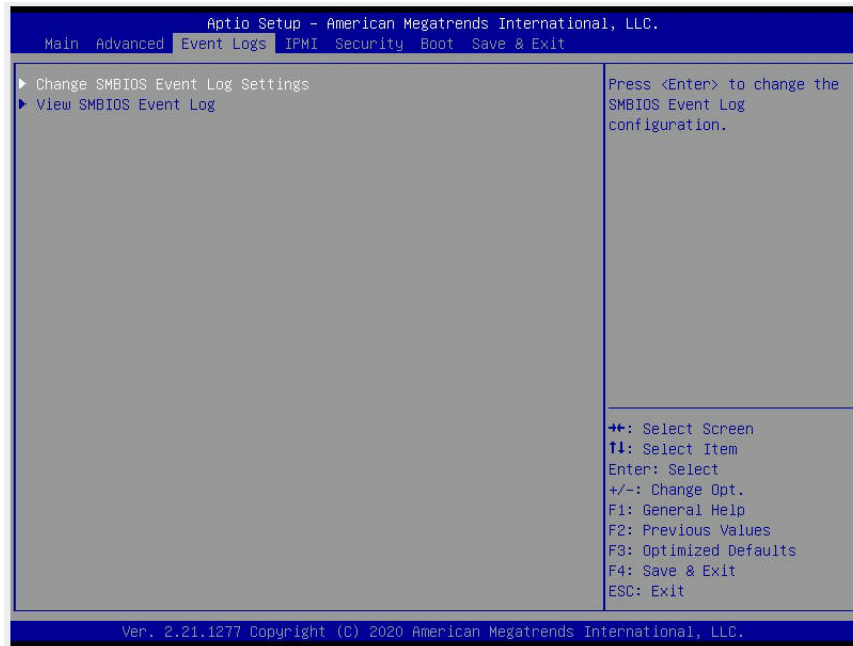 Aptio Setup – American Megatrends International, LLC.
Main Advanced Event Logs IPMI Security Boot Save & Exit
▶ Change SMBIOS Event Log Settings
▶ View SMBIOS Event Log
Press <Enter> to change the
SMBIOS Event Log
configuration.
→←: Select Screen
↑↓: Select Item
Enter: Select
+/-: Change Opt.
F1: General Help
F2: Previous Values
F3: Optimized Defaults
F4: Save & Exit
ESC: Exit
Ver. 2.21.1277 Copyright (C) 2020 American Megatrends International, LLC.